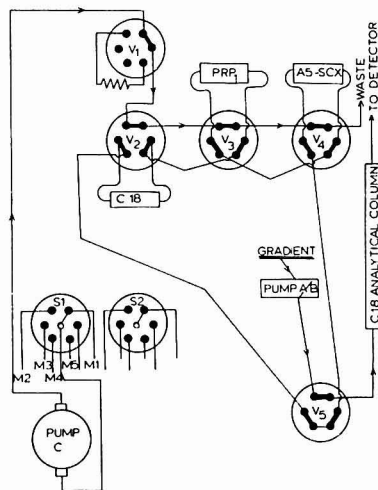 V1
PRP1
A5-SCX
WASTE
TO DETECTOR
V2
V3
V4
C 18
GRADIENT
PUMP A/B
C18 ANALYTICAL COLUMN
S1
S2
M3
M5
M1
M2
M4
PUMP
C
V5